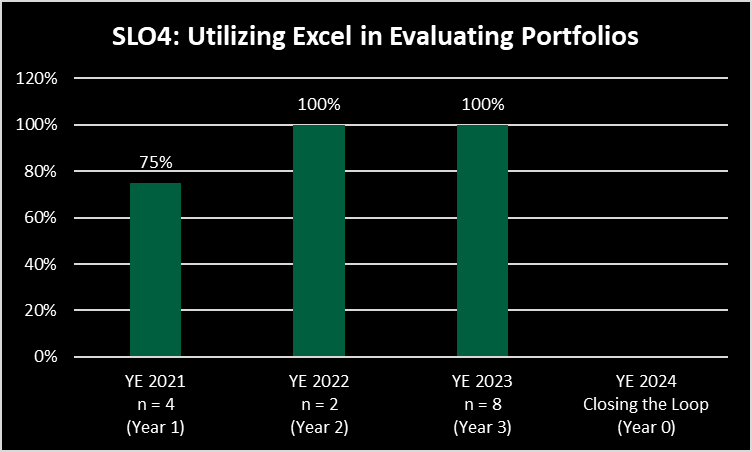 SLO4: Utilizing Excel in Evaluating Portfolios
120%
100%
80%
60%
40%
20%
0%
75%
100%
100%
YE 2021
n = 4
(Year 1)
YE 2022
n = 2
(Year 2)
YE 2023
n = 8
(Year 3)
YE 2024
Closing the Loop
(Year 0)